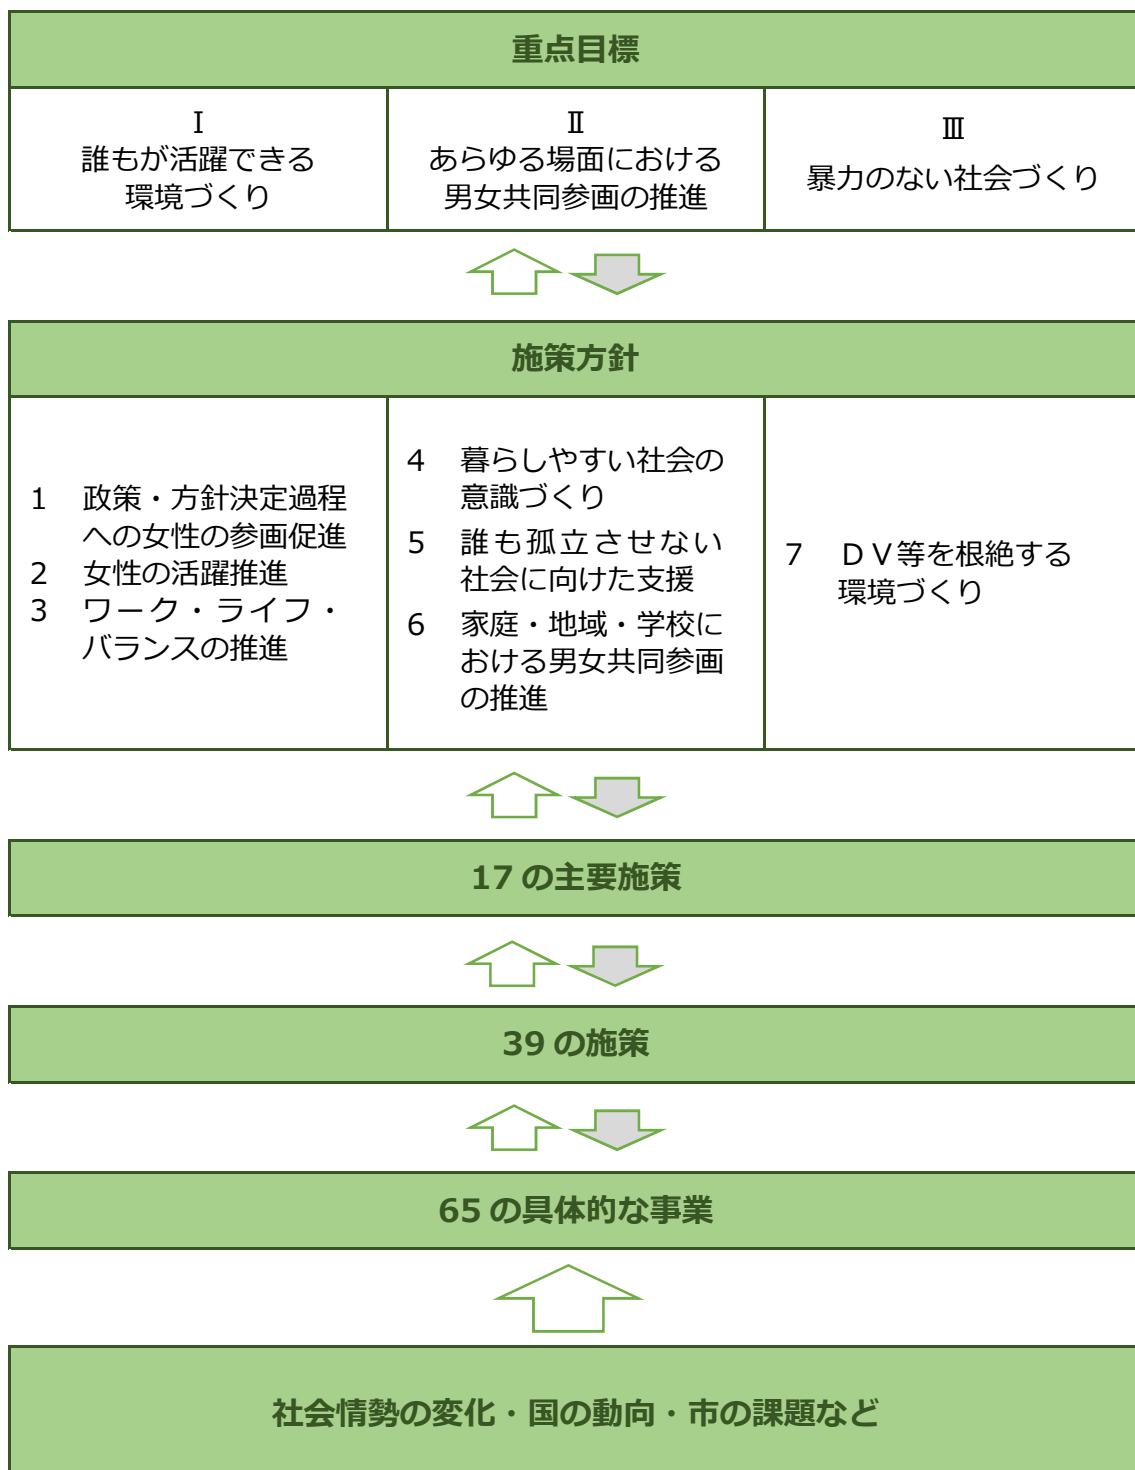 重点目標
Ⅰ
誰もが活躍できる
環境づくり
Ⅱ
あらゆる場面における
男女共同参画の推進
Ⅲ
暴力のない社会づくり
施策方針
1 政策・方針決定過程
への女性の参画促進
2 女性の活躍推進
3 ワーク・ライフ・
バランスの推進
4 暮らしやすい社会の
意識づくり
5 誰も孤立させない
社会に向けた支援
6 家庭・地域・学校に
おける男女共同参画
の推進
7 ＤＶ等を根絶する
環境づくり
17 の主要施策
39 の施策
65 の具体的な事業
社会情勢の変化・国の動向・市の課題など